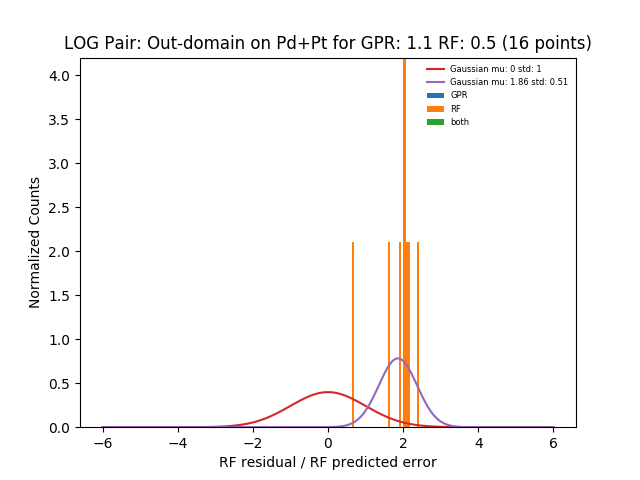 LOG Pair: Out-domain on Pd+Pt for GPR: 1.1 RF: 0.5 (16 points)
Gaussian mu: 0 std: 1
Gaussian mu: 1.86 std: 0.51
GPR
RF
both
Normalized Counts
4.0
3.5
3.0
2.5
2.0
1.5
1.0
0.5
0.0
−6 −4 −2 0 2 4 6
RF residual / RF predicted error